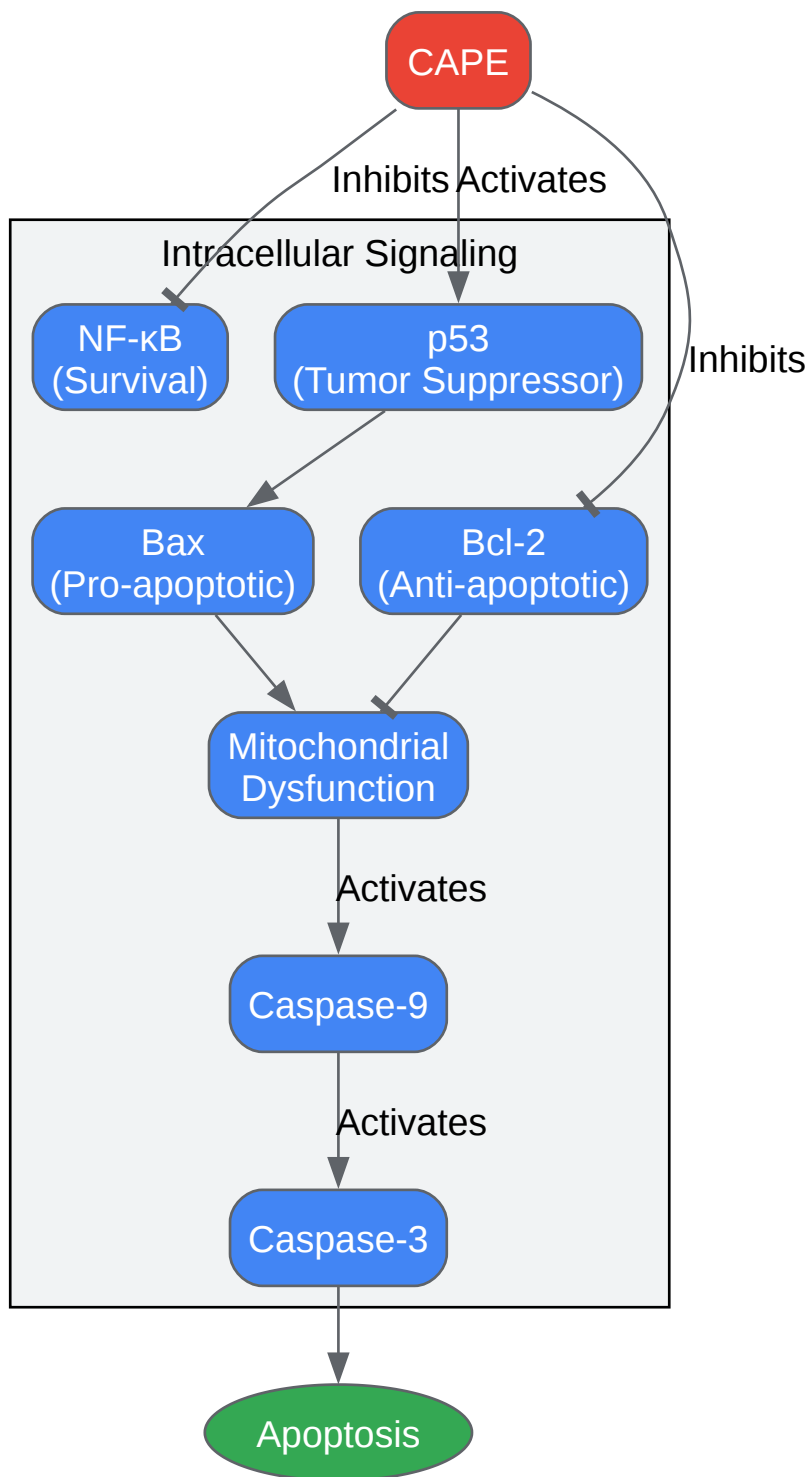 CAPE
Inhibits
Activates
Intracellular Signaling
NF-κB
(Survival)
p53
(Tumor Suppressor)
Inhibits
Bax
(Pro-apoptotic)
Bcl-2
(Anti-apoptotic)
Mitochondrial
Dysfunction
Activates
Caspase-9
Activates
Caspase-3
Apoptosis